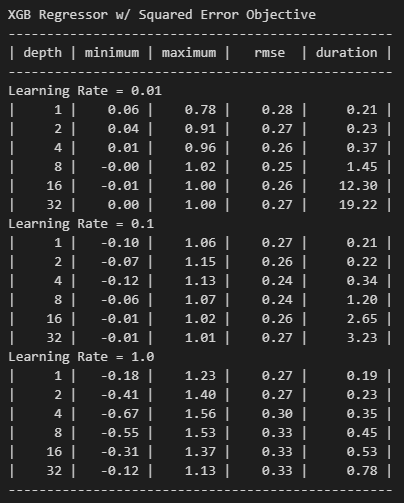 XGB Regressor w/ Squared Error Objective
--------------------------------------------------
| depth | minimum | maximum |   rmse  | duration |
--------------------------------------------------
Learning Rate = 0.01
|     1 |    0.06 |    0.78 |    0.28 |     0.21 |
|     2 |    0.04 |    0.91 |    0.27 |     0.23 |
|     4 |    0.01 |    0.96 |    0.26 |     0.37 |
|     8 |   -0.00 |    1.02 |    0.25 |     1.45 |
|    16 |   -0.01 |    1.00 |    0.26 |    12.30 |
|    32 |    0.00 |    1.00 |    0.27 |    19.22 |
Learning Rate = 0.1
|     1 |   -0.10 |    1.06 |    0.27 |     0.21 |
|     2 |   -0.07 |    1.15 |    0.26 |     0.22 |
|     4 |   -0.12 |    1.13 |    0.24 |     0.34 |
|     8 |   -0.06 |    1.07 |    0.24 |     1.20 |
|    16 |   -0.01 |    1.02 |    0.26 |     2.65 |
|    32 |   -0.01 |    1.01 |    0.27 |     3.23 |
Learning Rate = 1.0
|     1 |   -0.18 |    1.23 |    0.27 |     0.19 |
|     2 |   -0.41 |    1.40 |    0.27 |     0.23 |
|     4 |   -0.67 |    1.56 |    0.30 |     0.35 |
|     8 |   -0.55 |    1.53 |    0.33 |     0.45 |
|    16 |   -0.31 |    1.37 |    0.33 |     0.53 |
|    32 |   -0.12 |    1.13 |    0.33 |     0.78 |
--------------------------------------------------